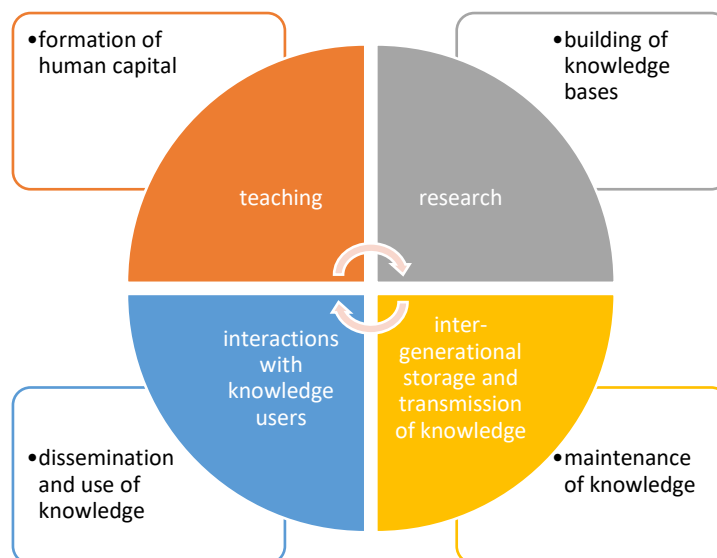 •formation of
human capital
•building of
knowledge
bases
teaching
research
interactions
with
knowledge
users
inter-
generational
storage and
transmission
of knowledge
•dissemination
and use of
knowledge
•maintenance
of knowledge